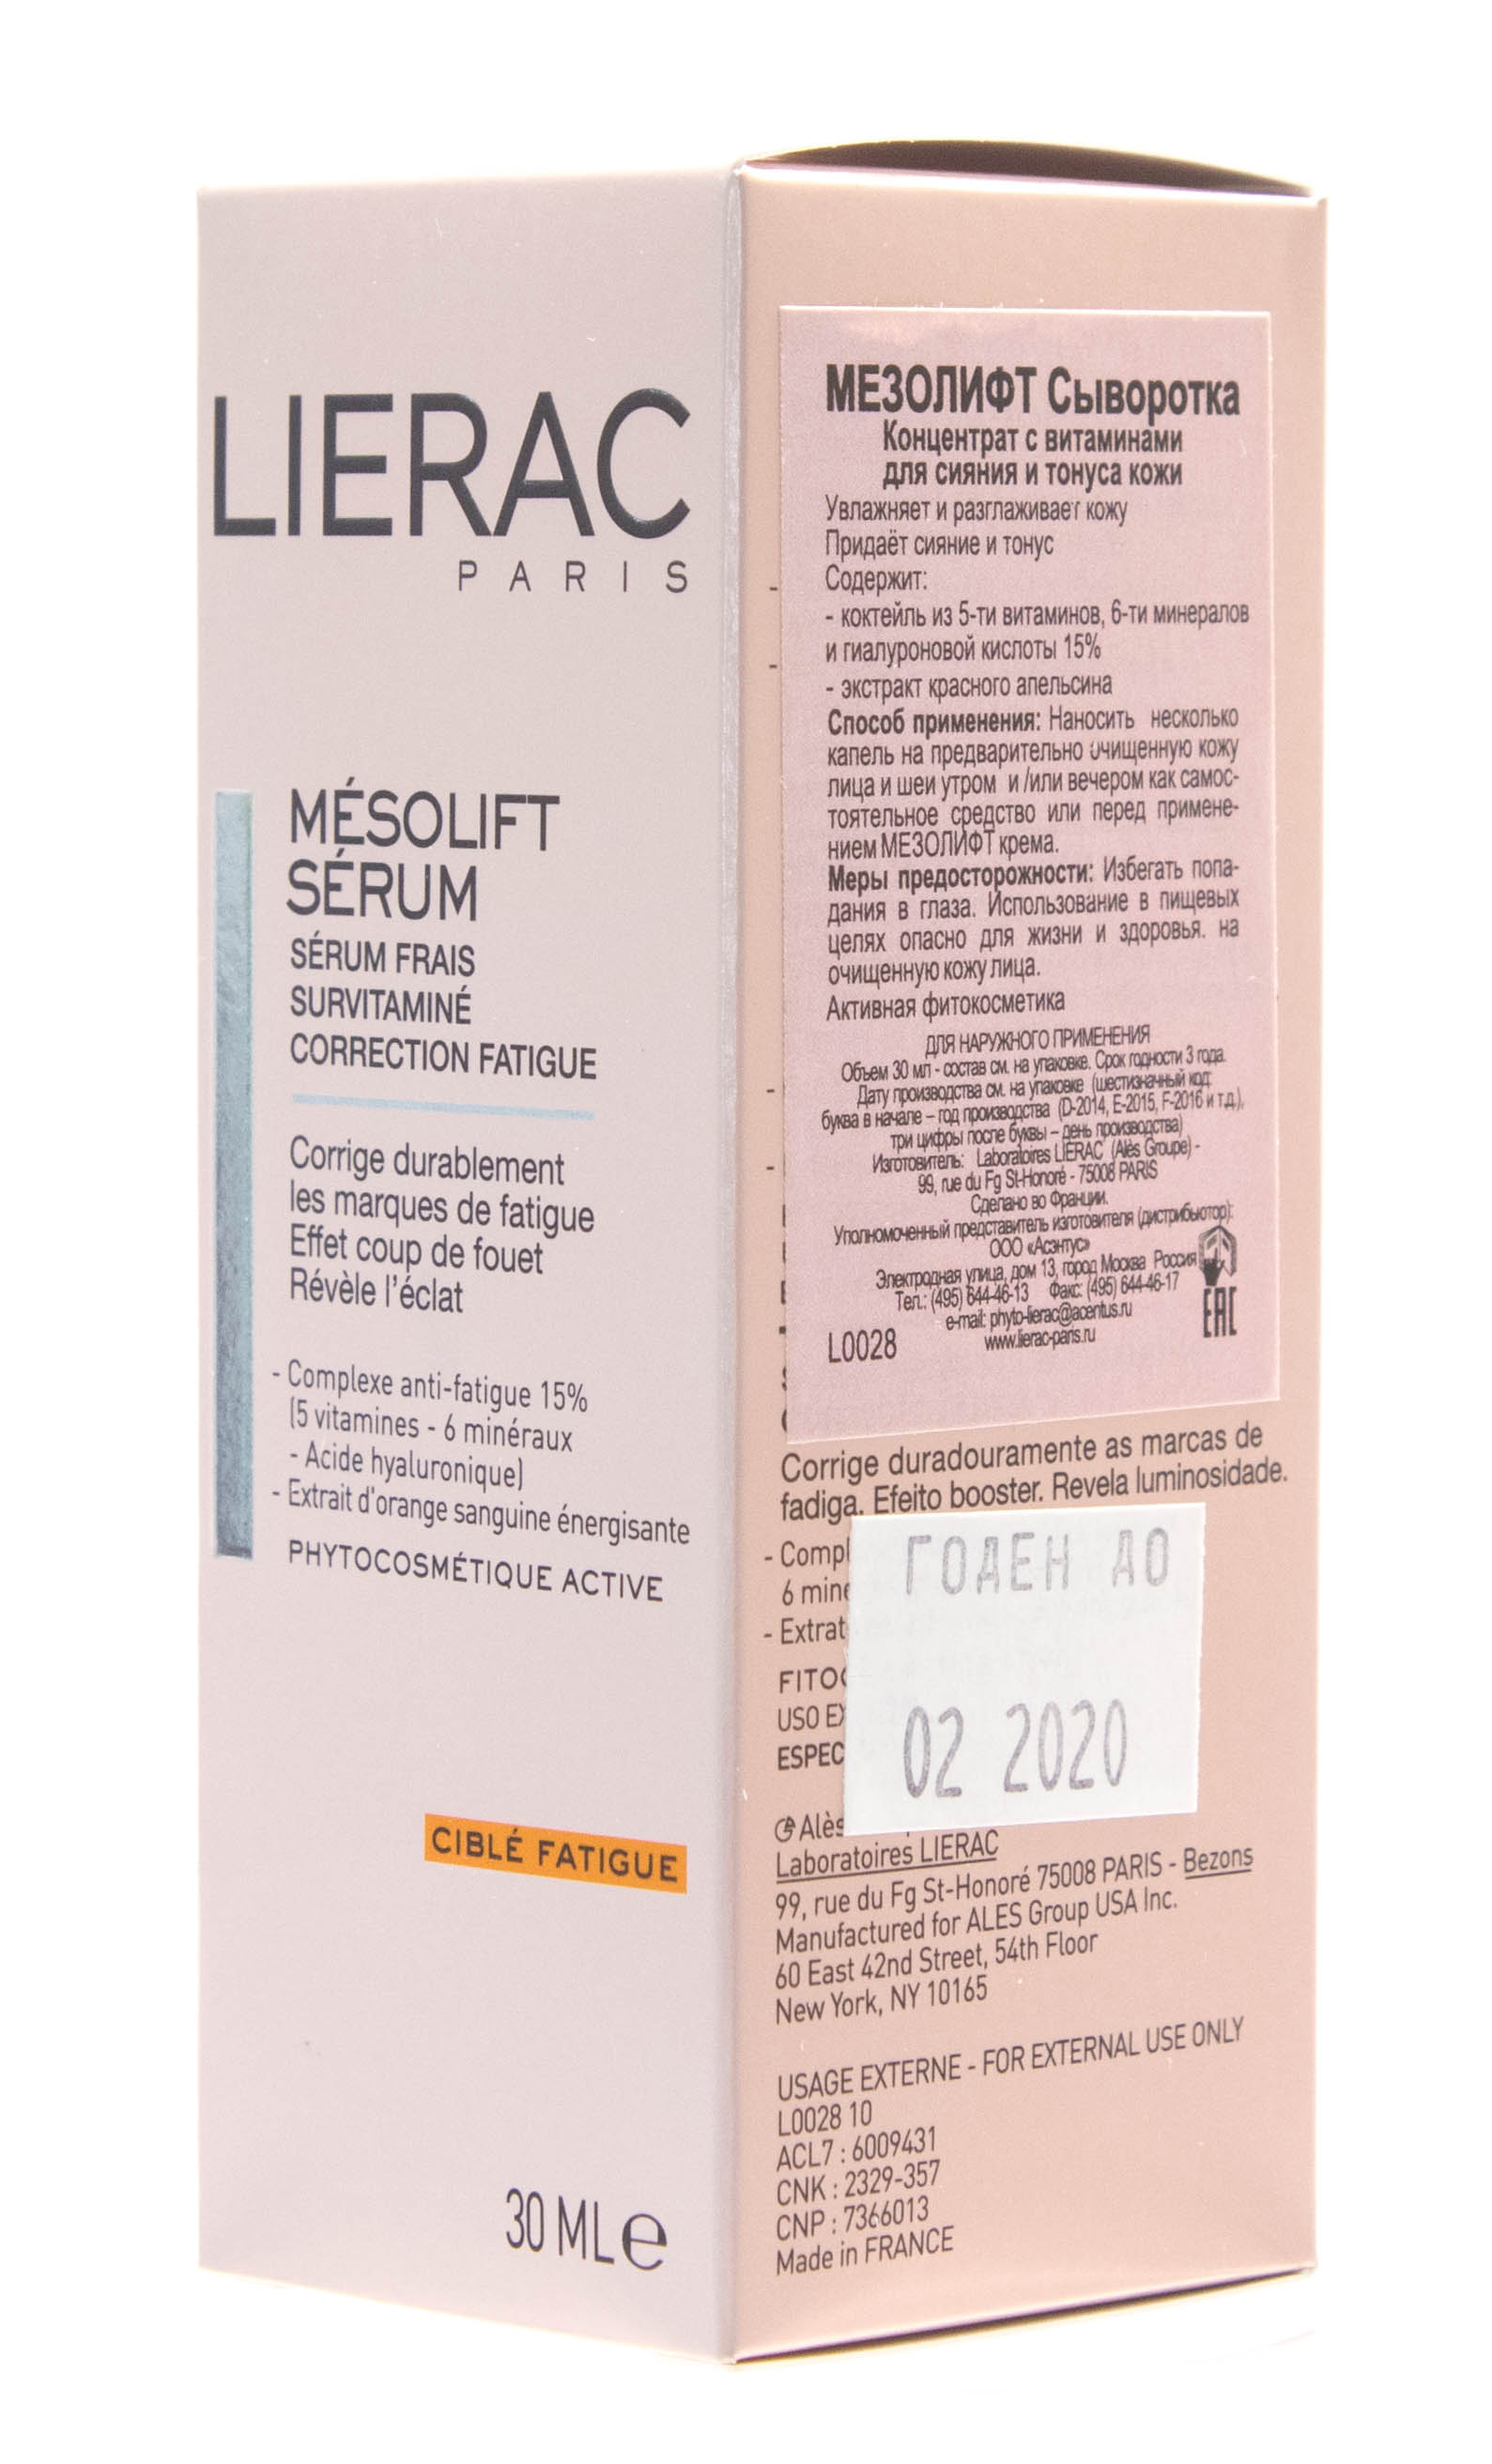 LIERAC
PARIS
MÉSOLIFT
SÉRUM
SÉRUM FRAIS
SURVITAMINÉ
CORRECTION FATIGUE
Corrige durablement
les marques de fatigue
Effet coup de fouet
Révèle l'éclat
- Complexe anti-fatigue 15%
(5 vitamines - 6 minéraux
- Acide hyaluronique)
- Extrait d'orange sanguine énergisante
PHYTOCOSMÉTIQUE ACTIVE
CIBLÉ FATIGUE
30 ML e
МЕЗОЛИФТ Сыворотка
Концентрат с витаминами
для сияния и тонуса кожи
Увлажняет и разглаживает кожу
Придаёт сияние и тонус
Содержит:
- коктейль из 5-ти витаминов, 6-ти минералов
и гиалуроновой кислоты 15%
- экстракт красного апельсина
Способ применения: Наносить несколько
капель на предварительно очищенную кожу
лица и шеи утром и /или вечером как самос-
тоятельное средство или перед примене-
нием МЕЗОЛИФТ крема.
Меры предосторожности: Избегать попа-
дания в глаза. Использование в пищевых
целях опасно для жизни и здоровья. на
очищенную кожу лица.
Активная фитокосметика
ДЛЯ НАРУЖНОГО ПРИМЕНЕНИЯ
Объем 30 мл - состав см. на упаковке. Срок годности 3 года.
Дату производства см. на упаковке (шестизначный код:
буква в начале – год производства (D-2014, E-2015, F-2016 и т.д.),
три цифры после буквы – день производства)
Изготовитель: Laboratoires LIERAC (Alès Groupe) -
99, rue du Fg St-Honoré - 75008 PARIS
Сделано во Франции.
Уполномоченный представитель изготовителя (дистрибьютор):
ООО «Асэнтус»
Электродная улица, дом 13, город Москва Россия
Тел.: (495) 644-46-13 Факс: (495) 644-46-17
e-mail: phyto-lierac@acentus.ru
www.lierac-paris.ru
L0028
EAC
Corrige duradouramente as marcas de
fadiga. Efeito booster. Revela luminosidade.
- Compl
6 mine
- Extrat
FITOC
USO EX
ESPEC
ГОДЕН ДО
02 2020
Alès
Laboratoires LIERAC
99, rue du Fg St-Honoré 75008 PARIS - Bezons
Manufactured for ALES Group USA Inc.
60 East 42nd Street, 54th Floor
New York, NY 10165
USAGE EXTERNE - FOR EXTERNAL USE ONLY
L0028 10
ACL7 : 6009431
CNK : 2329-357
CNP : 7366013
Made in FRANCE